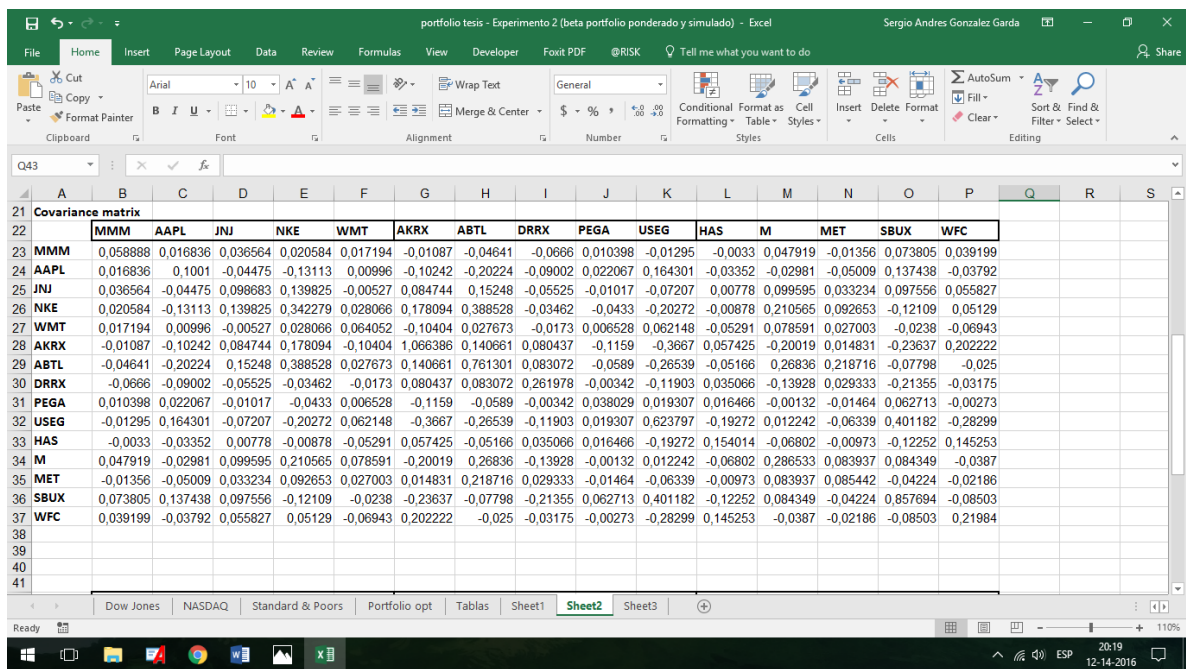 portfolio tesis - Experimento 2 (beta portfolio ponderado y simulado) - Excel Sergio Andres Gonzalez Garda
File Home Insert Page Layout Data Review Formulas View Developer Foxit PDF @RISK Tell me what you want to do Share
Paste
Cut
Copy
Format Painter
Clipboard
Arial 10
B I U
Font
Wrap Text
Merge & Center
Alignment
General
$ % ,
Number
Conditional Formatting
Format as Table
Cell Styles
Styles
Insert Delete Format
Cells
AutoSum
Fill
Clear
Sort & Filter
Find & Select
Editing
Q43 fx
A B C D E F G H I J K L M N O P Q R S
21 Covariance matrix
22 MMM AAPL JNJ NKE WMT AKRX ABTL DRRX PEGA USEG HAS M MET SBUX WFC
23 MMM 0,058888 0,016836 0,036564 0,020584 0,017194 -0,01087 -0,04641 -0,0666 0,010398 -0,01295 -0,0033 0,047919 -0,01356 0,073805 0,039199
24 AAPL 0,016836 0,1001 -0,04475 -0,13113 0,00996 -0,10242 -0,20224 -0,09002 0,022067 0,164301 -0,03352 -0,02981 -0,05009 0,137438 -0,03792
25 JNJ 0,036564 -0,04475 0,098683 0,139825 -0,00527 0,084744 0,15248 -0,05525 -0,01017 -0,07207 0,00778 0,099595 0,033234 0,097556 0,055827
26 NKE 0,020584 -0,13113 0,139825 0,342279 0,028066 0,178094 0,388528 -0,03462 -0,0433 -0,20272 -0,00878 0,210565 0,092653 -0,12109 0,05129
27 WMT 0,017194 0,00996 -0,00527 0,028066 0,064052 -0,10404 0,027673 -0,0173 0,006528 0,062148 -0,05291 0,078591 0,027003 -0,0238 -0,06943
28 AKRX -0,01087 -0,10242 0,084744 0,178094 -0,10404 1,066386 0,140661 0,080437 -0,1159 -0,3667 0,057425 -0,20019 0,014831 -0,23637 0,202222
29 ABTL -0,04641 -0,20224 0,15248 0,388528 0,027673 0,140661 0,761301 0,083072 -0,0589 -0,26539 -0,05166 0,26836 0,218716 -0,07798 -0,025
30 DRRX -0,0666 -0,09002 -0,05525 -0,03462 -0,0173 0,080437 0,083072 0,261978 -0,00342 -0,11903 0,035066 -0,13928 0,029333 -0,21355 -0,03175
31 PEGA 0,010398 0,022067 -0,01017 -0,0433 0,006528 -0,1159 -0,0589 -0,00342 0,038029 0,019307 0,016466 -0,00132 -0,01464 0,062713 -0,00273
32 USEG -0,01295 0,164301 -0,07207 -0,20272 0,062148 -0,3667 -0,26539 -0,11903 0,019307 0,623797 -0,19272 0,012242 -0,06339 0,401182 -0,28299
33 HAS -0,0033 -0,03352 0,00778 -0,00878 -0,05291 0,057425 -0,05166 0,035066 0,016466 -0,19272 0,154014 -0,06802 -0,00973 -0,12252 0,145253
34 M 0,047919 -0,02981 0,099595 0,210565 0,078591 -0,20019 0,26836 -0,13928 -0,00132 0,012242 -0,06802 0,286533 0,083937 0,084349 -0,0387
35 MET -0,01356 -0,05009 0,033234 0,092653 0,027003 0,014831 0,218716 0,029333 -0,01464 -0,06339 -0,00973 0,083937 0,085442 -0,04224 -0,02186
36 SBUX 0,073805 0,137438 0,097556 -0,12109 -0,0238 -0,23637 -0,07798 -0,21355 0,062713 0,401182 -0,12252 0,084349 -0,04224 0,857694 -0,08503
37 WFC 0,039199 -0,03792 0,055827 0,05129 -0,06943 0,202222 -0,025 -0,03175 -0,00273 -0,28299 0,145253 -0,0387 -0,02186 -0,08503 0,21984
38
39
40
41
Dow Jones NASDAQ Standard & Poors Portfolio opt Tablas Sheet1 Sheet2 Sheet3
Ready 110%
ESP 20:19
12-14-2016